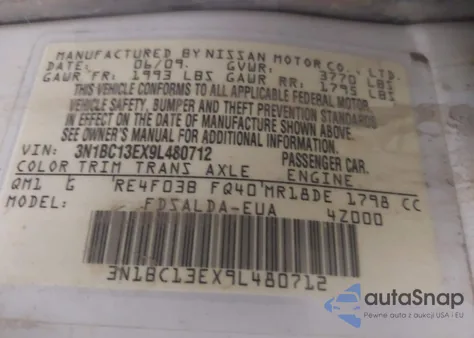 MANUFACTURED BY NISSAN MOTOR CO., LTD.
DATE: 06/09. GVWR: 3770 LBS
GAWR FR: 1993 LBS GAWR RR: 1795 LBS
THIS VEHICLE CONFORMS TO ALL APPLICABLE FEDERAL MOTOR
VEHICLE SAFETY, BUMPER AND THEFT PREVENTION STANDARDS
IN EFFECT ON THE DATE OF MANUFACTURE SHOWN ABOVE.
SEE OWNER'S MANUAL FOR ADDITIONAL INFORMATION.
VIN: 3N1BC13EX9L480712 PASSENGER CAR.
COLOR TRIM TRANS AXLE ENGINE
QM1 G RE4F03B FQ40 MR18DE 1798 CC
FDSALDA-EUA 4Z000
3N1BC13EX9L480712
autoSnap
Pewne auta z aukcji USA i EU